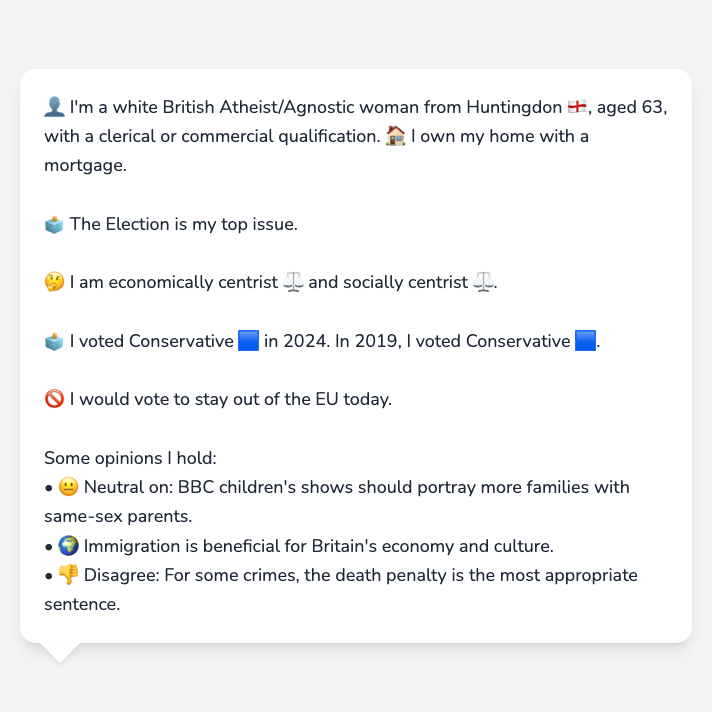 👤 I'm a white British Atheist/Agnostic woman from Huntingdon 🏴󠁧󠁢󠁥󠁮󠁧󠁿, aged 63,
with a clerical or commercial qualification. 🏠 I own my home with a
mortgage.
🗳️ The Election is my top issue.
🤔 I am economically centrist ⚖️ and socially centrist ⚖️.
🗳️ I voted Conservative 🟦 in 2024. In 2019, I voted Conservative 🟦.
🚫 I would vote to stay out of the EU today.
Some opinions I hold:
• 😐 Neutral on: BBC children's shows should portray more families with
same-sex parents.
• 🌍 Immigration is beneficial for Britain's economy and culture.
• 👎 Disagree: For some crimes, the death penalty is the most appropriate
sentence.